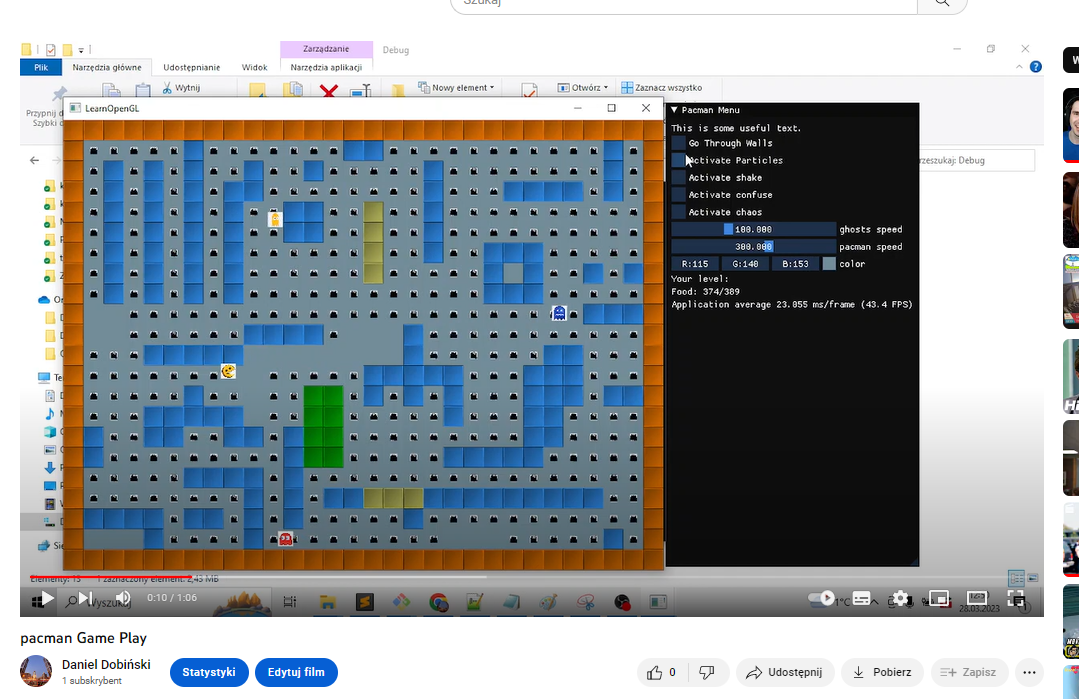 Szukaj
Zarządzanie
Debug
Plik
Narzędzia główne
Udostępnianie
Widok
Narzędzia aplikacji
Wytnij
Nowy element
Otwórz
Zaznacz wszystko
Przypnij d
Szybki d
LearnOpenGL
Pacman Menu
This is some useful text.
Go Through Walls
Activate Particles
Activate shake
Activate confuse
Activate chaos
100.000 ghosts speed
300.000 pacman speed
R:115 G:140 B:153 color
Your level:
Food: 374/389
Application average 23.055 ms/frame (43.4 FPS)
rzeszukaj: Debug
Elementy: 13
1 zaznaczony element: 2,43 MB
0:10 / 1:06
Wyszukaj
1°C
28.03.2023
pacman Game Play
Daniel Dobiński
1 subskrybent
Statystyki
Edytuj film
0
Udostępnij
Pobierz
Zapisz